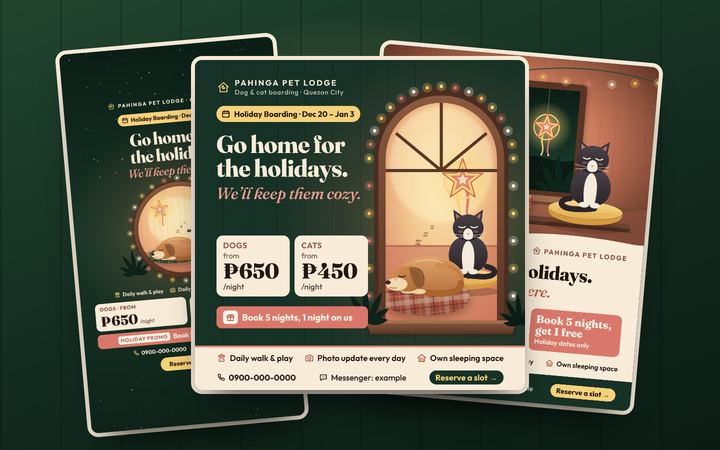 PAHINGA PET LODGE
Holiday Boarding · Dec
Go home
the holid
We'll keep the
Daily walk & play
DOGS · FROM
₱650 /night
HOLIDAY PROMO Book
0900-000-0000
Reserve
PAHINGA PET LODGE
Dog & cat boarding · Quezon City
Holiday Boarding · Dec 20 – Jan 3
Go home for
the holidays.
We'll keep them cozy.
DOGS
from
₱650
/night
CATS
from
₱450
/night
Book 5 nights, 1 night on us
z z z
Daily walk & play
Photo update every day
Own sleeping space
0900-000-0000
Messenger: example
Reserve a slot →
PAHINGA PET LODGE
olidays.
ere.
Book 5 nights,
get 1 free
Holiday dates only
Own sleeping space
Reserve a slot →